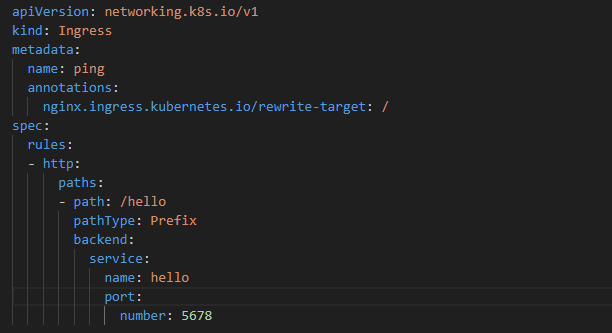 apiVersion: networking.k8s.io/v1
kind: Ingress
metadata:
  name: ping
  annotations:
    nginx.ingress.kubernetes.io/rewrite-target: /
spec:
  rules:
  - http:
      paths:
      - path: /hello
        pathType: Prefix
        backend:
          service:
            name: hello
            port:
              number: 5678